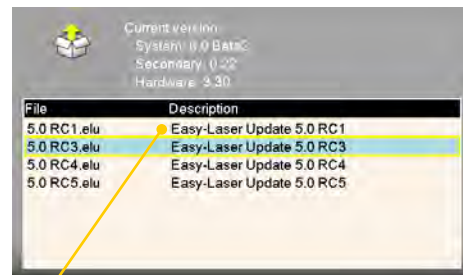 Current version:
System: 0.0 Beta2
Secondary: 0.22
Hardware: 3.30
File Description
5.0 RC1.elu Easy-Laser Update 5.0 RC1
5.0 RC3.elu Easy-Laser Update 5.0 RC3
5.0 RC4.elu Easy-Laser Update 5.0 RC4
5.0 RC5.elu Easy-Laser Update 5.0 RC5